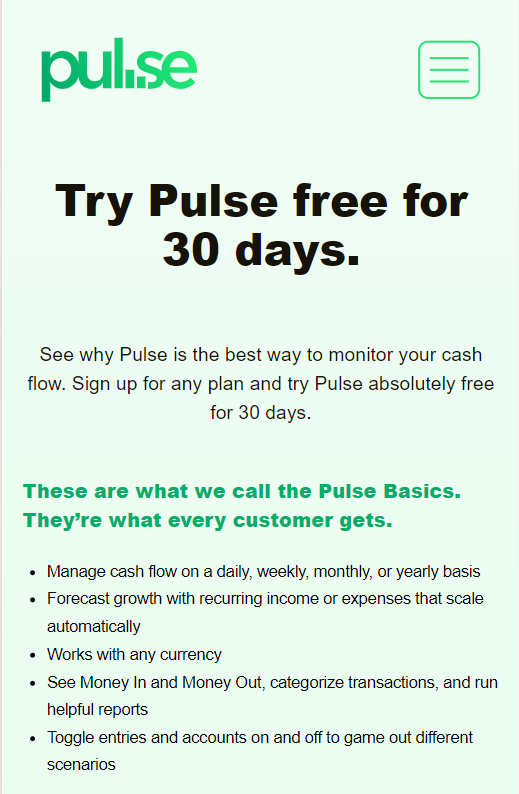 pulse
Try Pulse free for
30 days.
See why Pulse is the best way to monitor your cash
flow. Sign up for any plan and try Pulse absolutely free
for 30 days.
These are what we call the Pulse Basics.
They’re what every customer gets.
• Manage cash flow on a daily, weekly, monthly, or yearly basis
• Forecast growth with recurring income or expenses that scale
automatically
• Works with any currency
• See Money In and Money Out, categorize transactions, and run
helpful reports
• Toggle entries and accounts on and off to game out different
scenarios